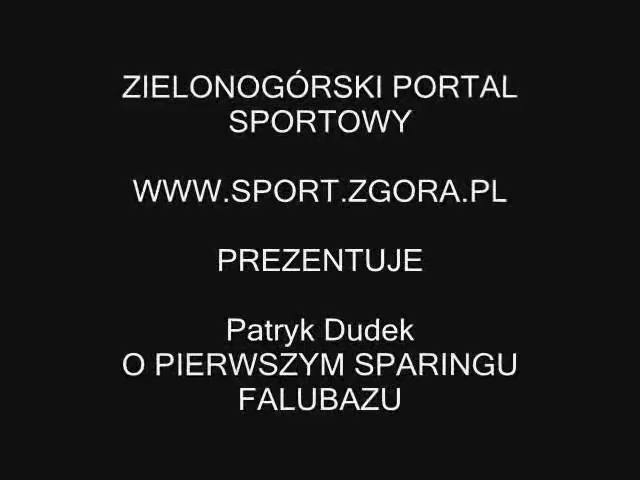 ZIELONOGÓRSKI PORTAL
SPORTOWY
WWW.SPORT.ZGORA.PL
PREZENTUJE
Patryk Dudek
O PIERWSZYM SPARINGU
FALUBAZU